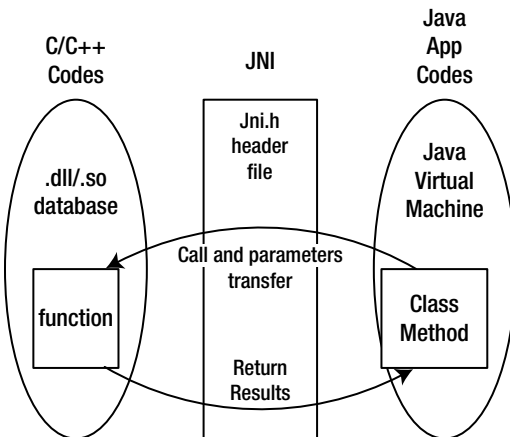 C/C++
Codes
.dll/.so
database
function
JNI
Jni.h
header
file
Call and parameters
transfer
Return
Results
Java
App
Codes
Java
Virtual
Machine
Class
Method